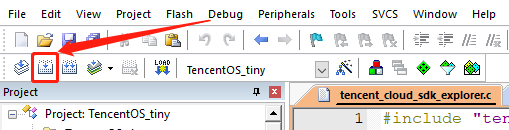 File Edit View Project Flash Debug Peripherals Tools SVCS Window Help
LOAD TencentOS_tiny
Project tencent_cloud_sdk_explorer.c
Project: TencentOS_tiny 1 #include "ten